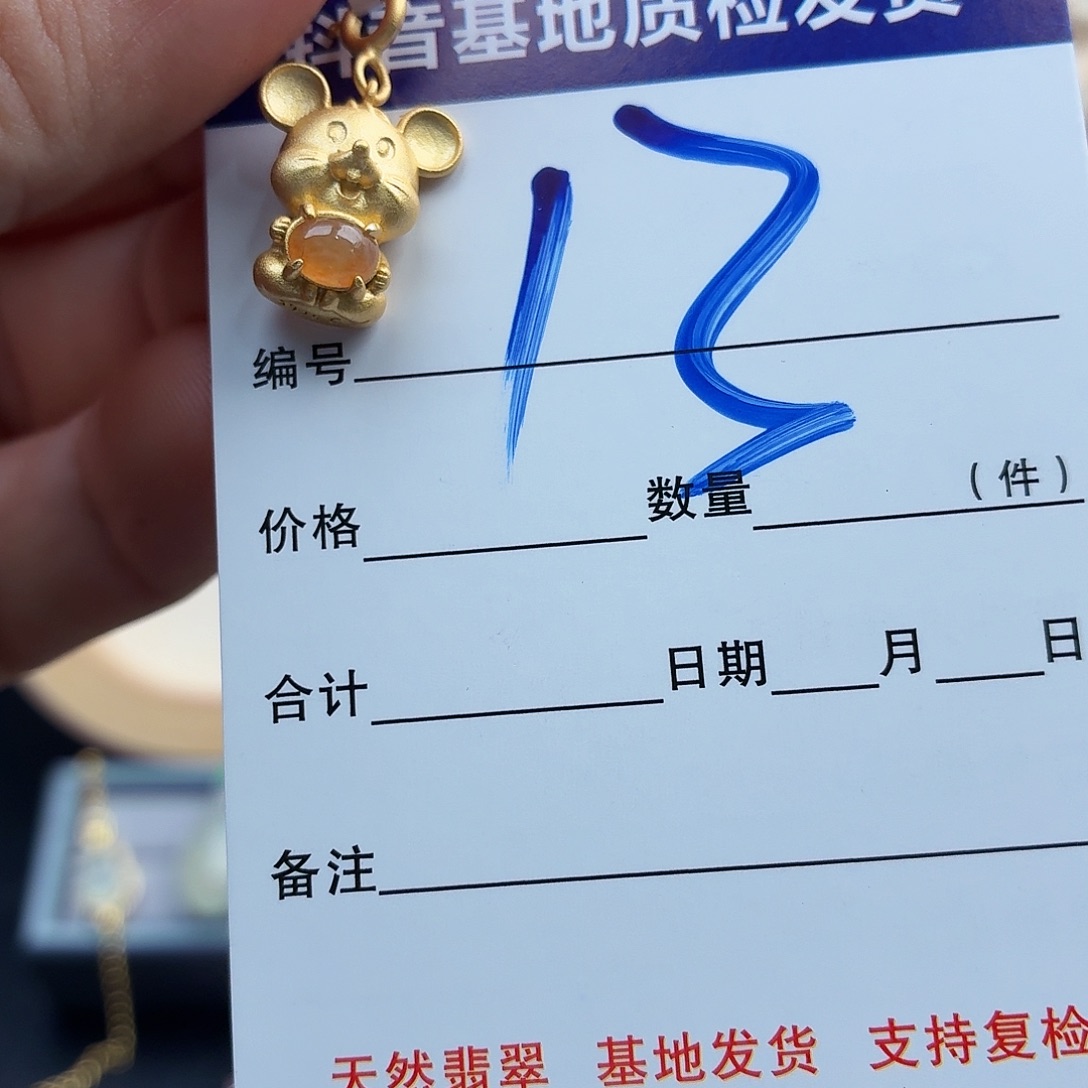 抖音基地质检发货
13
编号
价格 数量 (件)
合计 日期 月 日
备注
天然翡翠 基地发货 支持复检